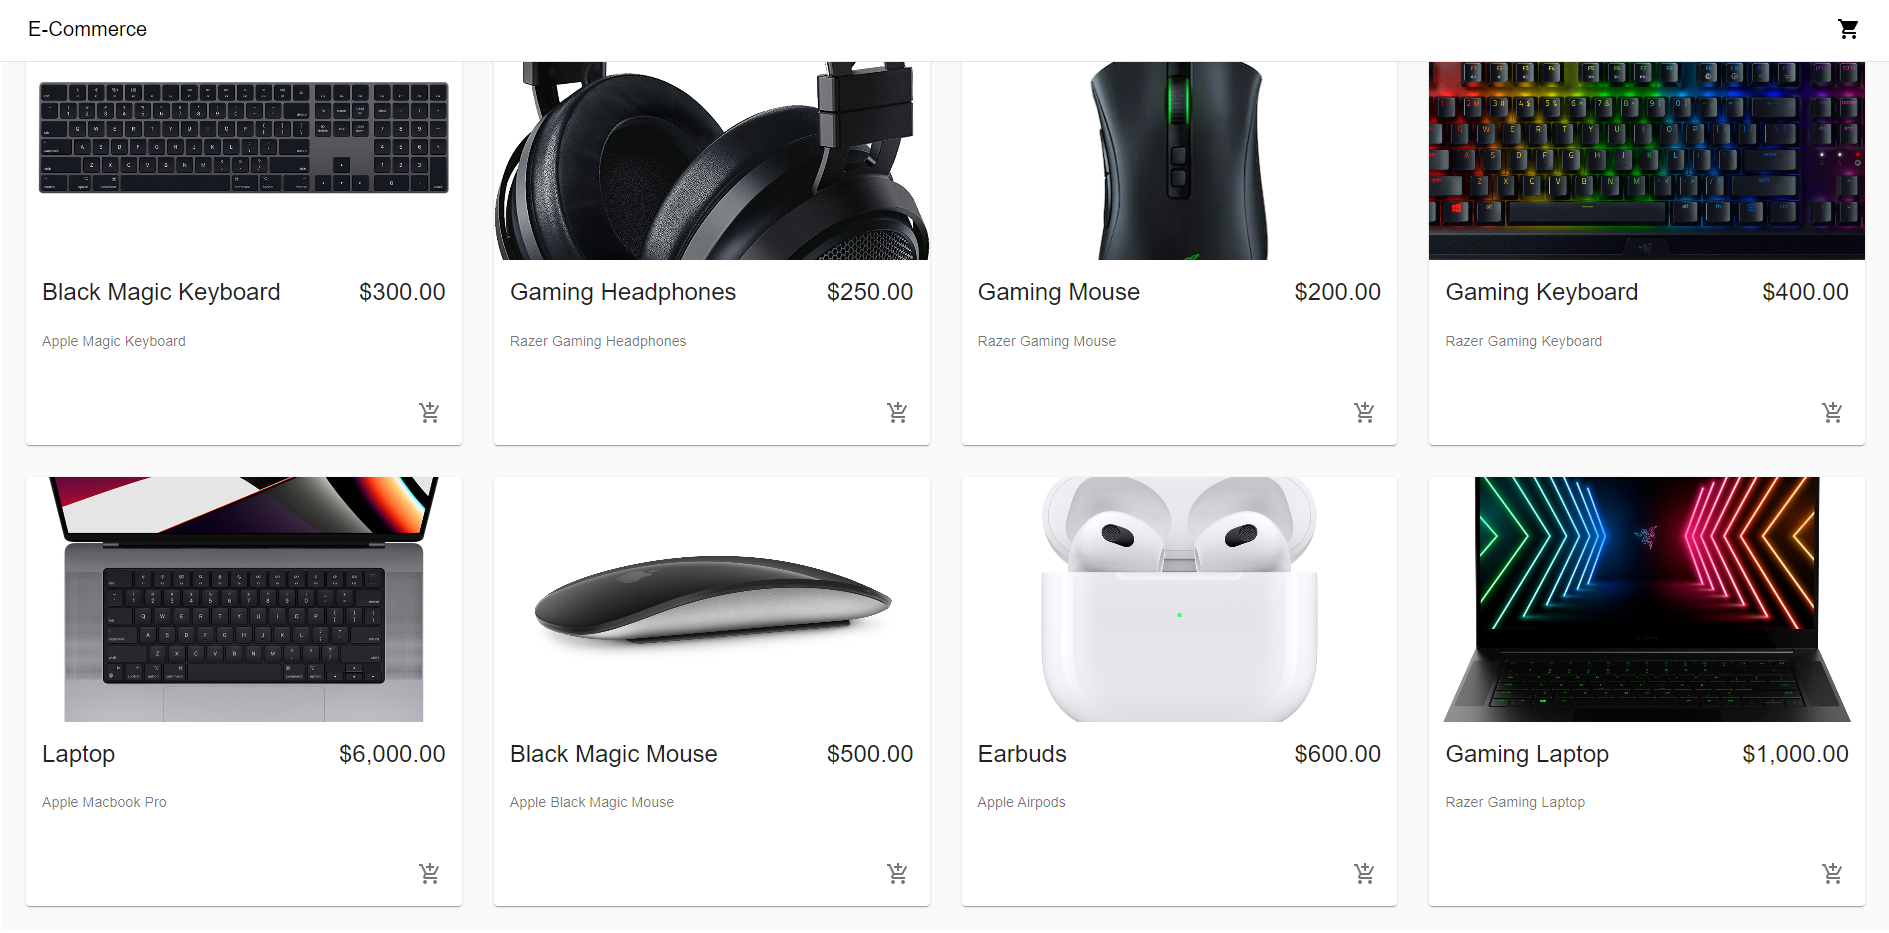 E-Commerce
Black Magic Keyboard $300.00
Apple Magic Keyboard
Gaming Headphones $250.00
Razer Gaming Headphones
Gaming Mouse $200.00
Razer Gaming Mouse
Gaming Keyboard $400.00
Razer Gaming Keyboard
Laptop $6,000.00
Apple Macbook Pro
Black Magic Mouse $500.00
Apple Black Magic Mouse
Earbuds $600.00
Apple Airpods
Gaming Laptop $1,000.00
Razer Gaming Laptop